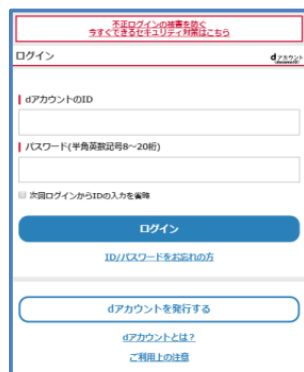 不正ログインの被害を防ぐ
今すぐできるセキュリティ対策はこちら
ログイン
dアカウント
dアカウントのID
パスワード(半角英数記号8～20桁)
次回ログインからIDの入力を省略
ログイン
ID/パスワードをお忘れの方
dアカウントを発行する
dアカウントとは？
ご利用上の注意